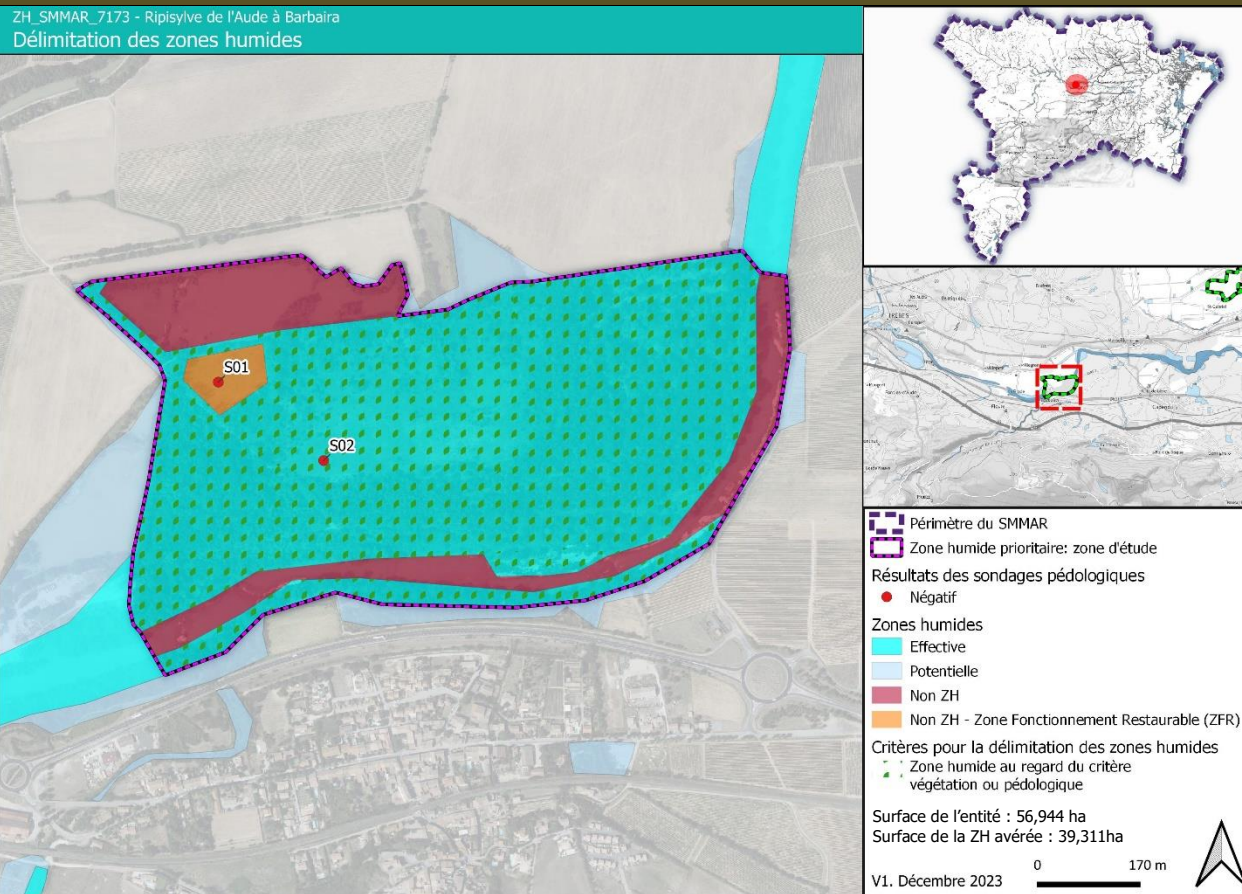 ZH_SMMAR_7173 - Ripisylve de l'Aude à Barbaira
Délimitation des zones humides
S01
S02
Périmètre du SMMAR
Zone humide prioritaire: zone d'étude
Résultats des sondages pédologiques
Négatif
Zones humides
Effective
Potentielle
Non ZH
Non ZH - Zone Fonctionnement Restaurable (ZFR)
Critères pour la délimitation des zones humides
Zone humide au regard du critère
végétation ou pédologique
Surface de l'entité : 56,944 ha
Surface de la ZH avérée : 39,311ha
0 170 m
V1. Décembre 2023